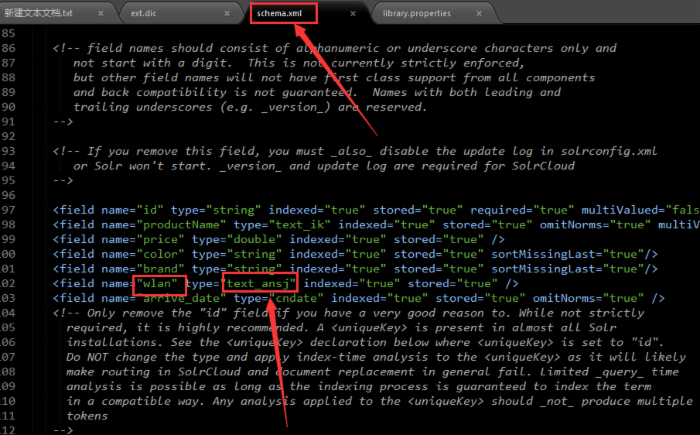 新建文本文档.txt × ext.dic × schema.xml × library.properties ×
85
86 <!-- field names should consist of alphanumeric or underscore characters only and
87 not start with a digit. This is not currently strictly enforced,
88 but other field names will not have first class support from all components
89 and back compatibility is not guaranteed. Names with both leading and
90 trailing underscores (e.g. _version_) are reserved.
91 -->
92
93 <!-- If you remove this field, you must _also_ disable the update log in solrconfig.xml
94 or Solr won't start. _version_ and update log are required for SolrCloud
95 -->
96
97 <field name="id" type="string" indexed="true" stored="true" required="true" multiValued="fals
98 <field name="productName" type="text_ik" indexed="true" stored="true" omitNorms="true" multiV
99 <field name="price" type="double" indexed="true" stored="true" />
100 <field name="color" type="string" indexed="true" stored="true" sortMissingLast="true"/>
101 <field name="brand" type="string" indexed="true" stored="true" sortMissingLast="true"/>
102 <field name="wlan" type="text_ansj" indexed="true" stored="true" />
103 <field name="arrive_date" type="cndate" indexed="true" stored="true" omitNorms="true" />
104 <!-- Only remove the "id" field if you have a very good reason to. While not strictly
105 required, it is highly recommended. A <uniqueKey> is present in almost all Solr
106 installations. See the <uniqueKey> declaration below where <uniqueKey> is set to "id".
107 Do NOT change the type and apply index-time analysis to the <uniqueKey> as it will likely
108 make routing in SolrCloud and document replacement in general fail. Limited _query_ time
109 analysis is possible as long as the indexing process is guaranteed to index the term
110 in a compatible way. Any analysis applied to the <uniqueKey> should _not_ produce multiple
111 tokens
112 -->